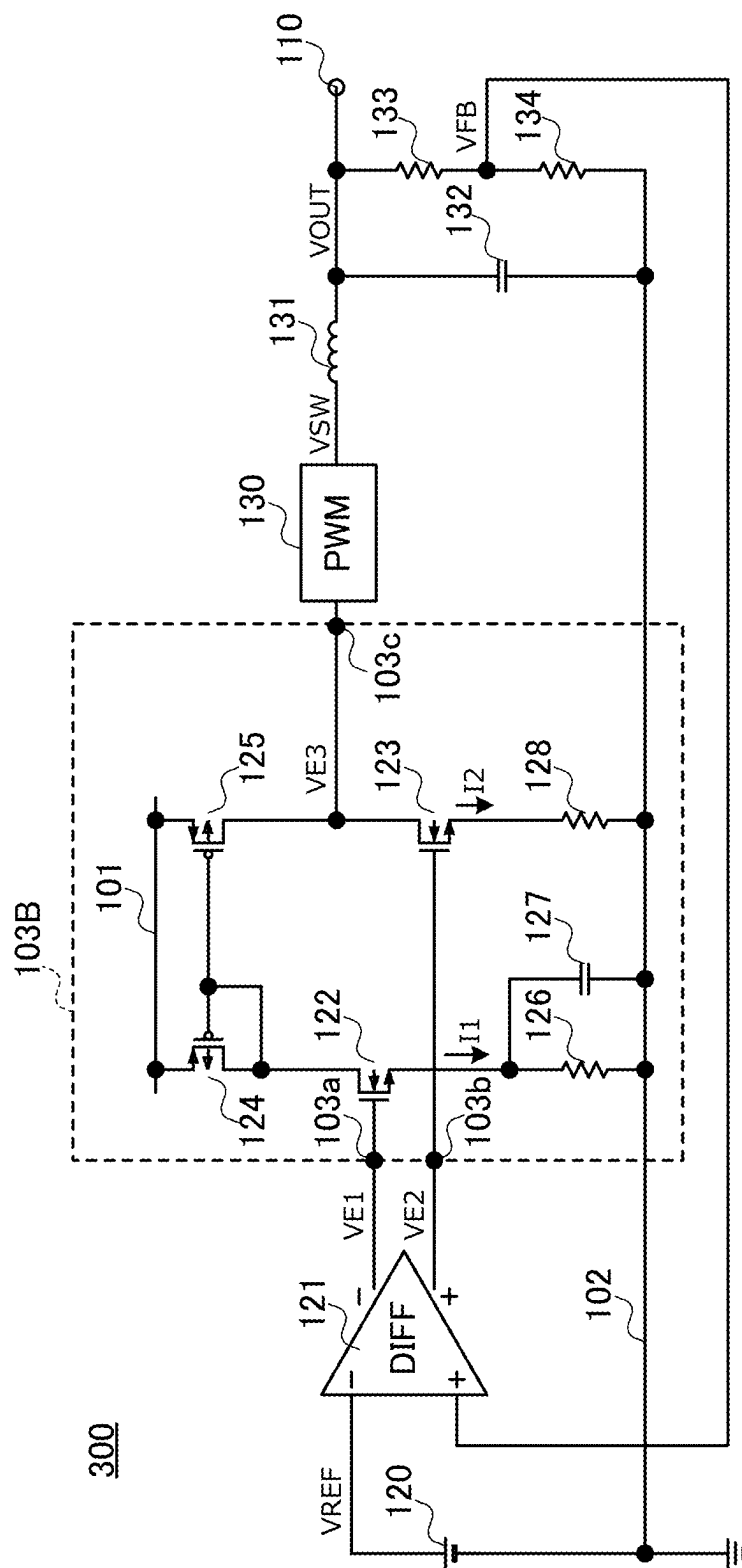 300
103B
101
124
125
VE3
103c
130
PWM
VSW
131
VOUT
110
133
VFB
134
132
122
103a
I1
123
I2
128
127
126
103b
VE1
VE2
121
DIFF
−
+
−
+
VREF
120
102